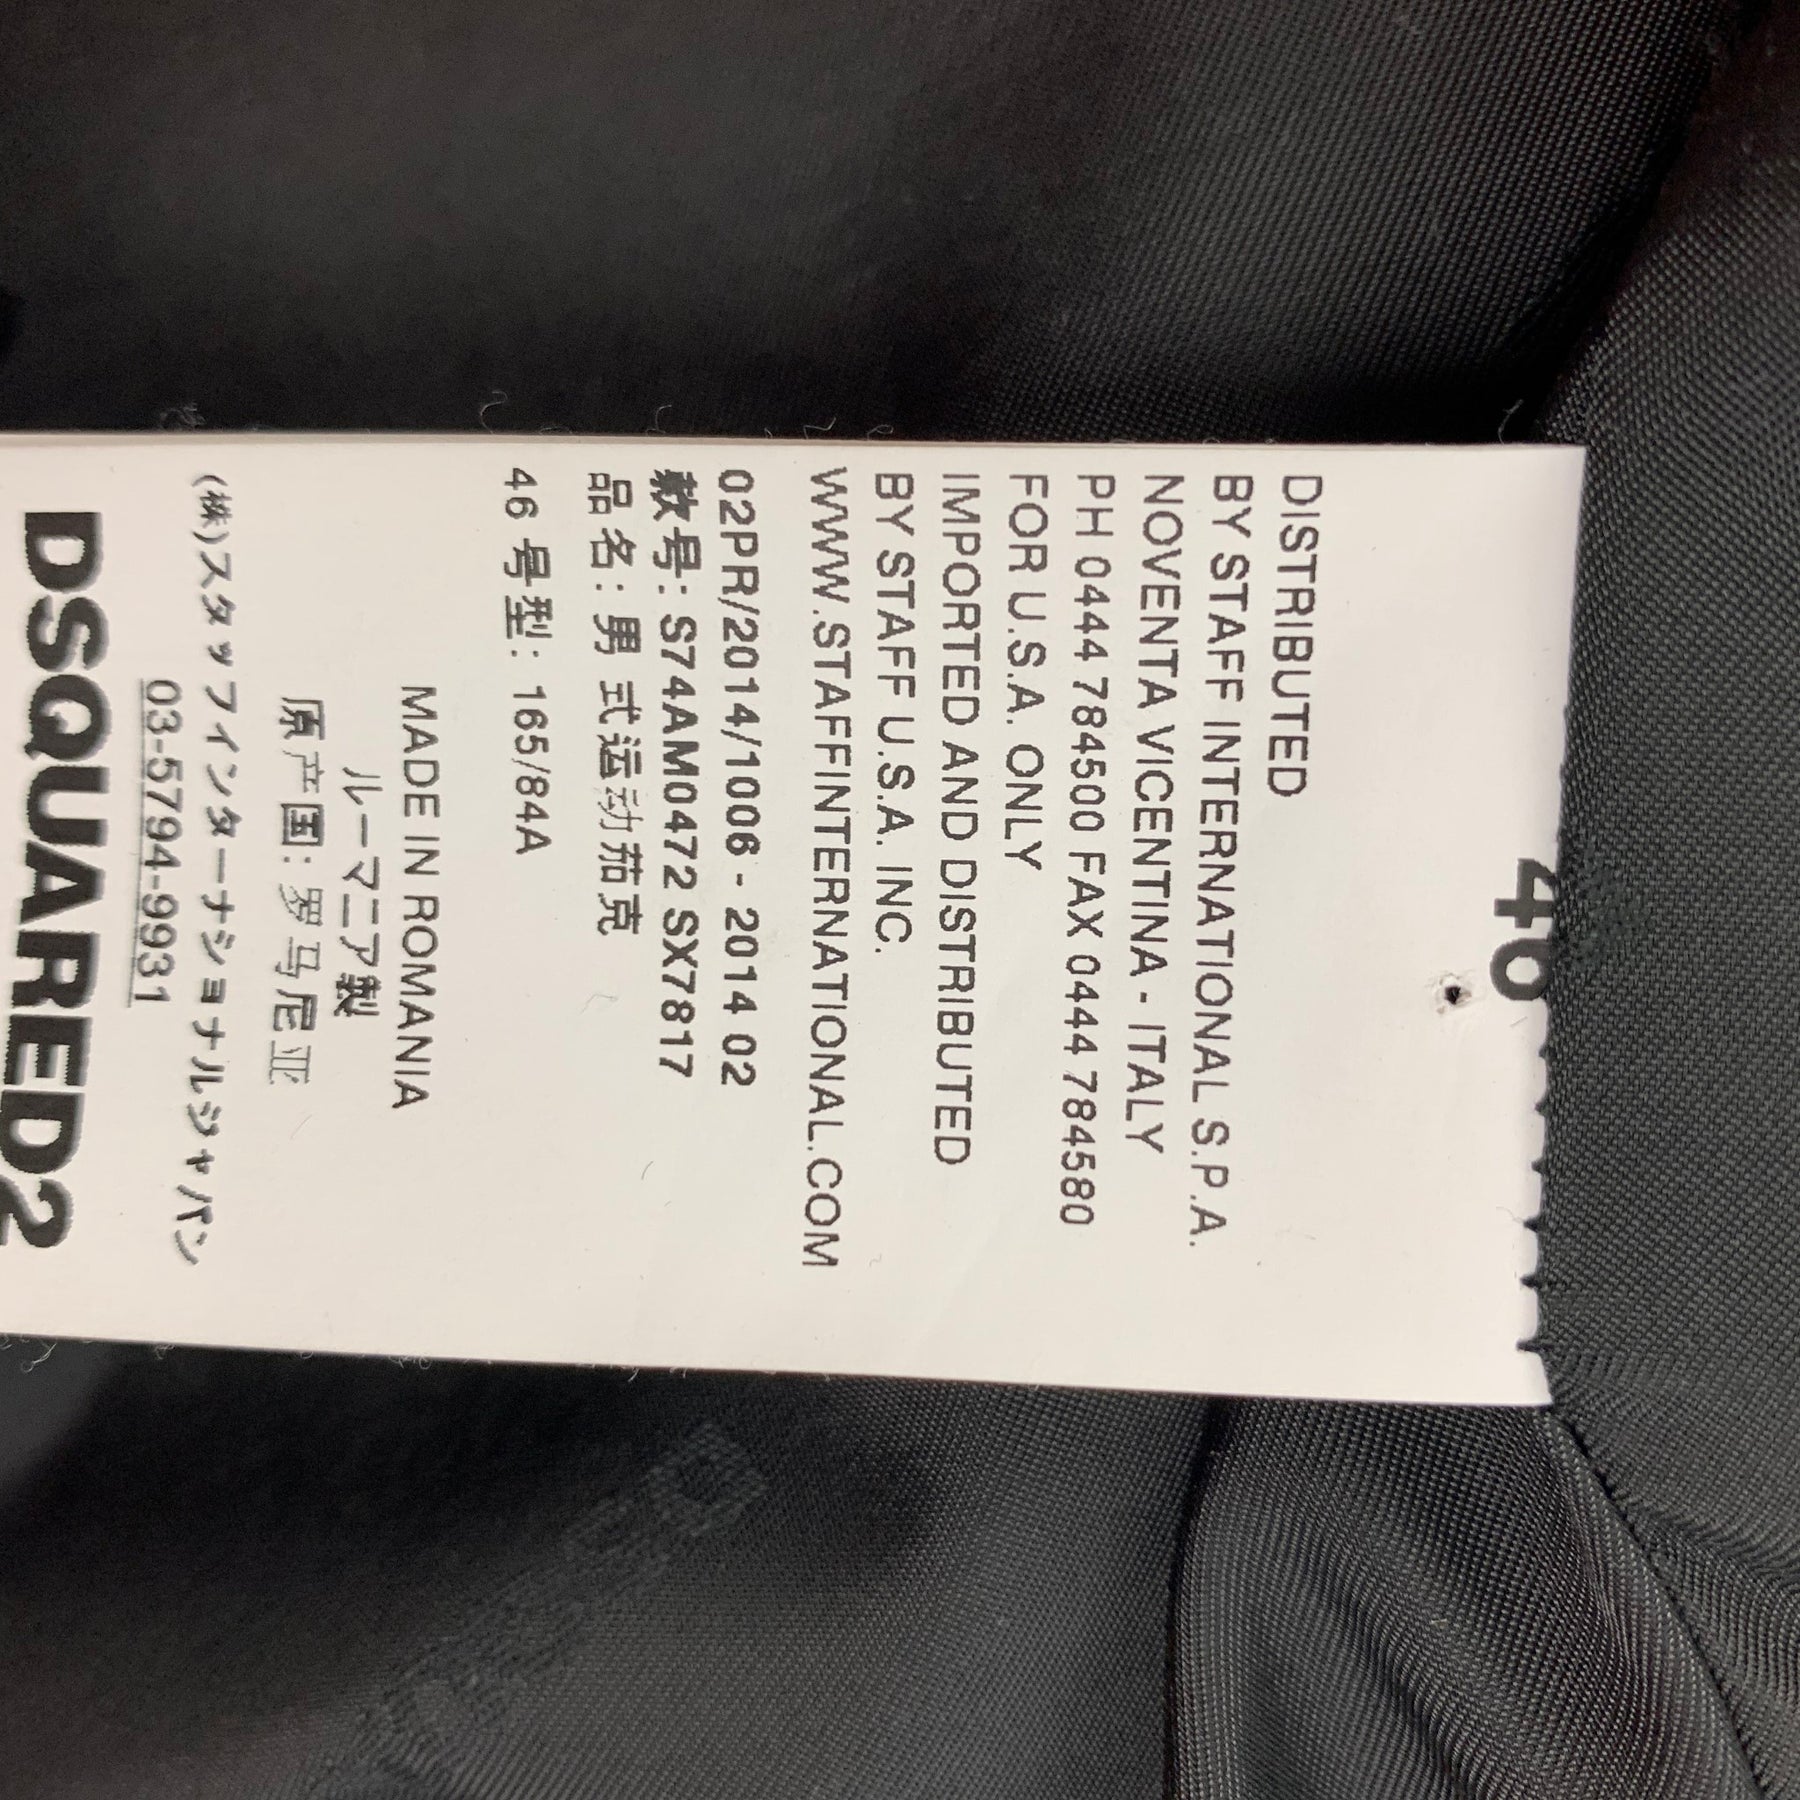 46
DISTRIBUTED
BY STAFF INTERNATIONAL S.P.A.
NOVENTA VICENTINA - ITALY
PH 0444 784500 FAX 0444 784580
FOR U.S.A. ONLY
IMPORTED AND DISTRIBUTED
BY STAFF U.S.A. INC.
WWW.STAFFINTERNATIONAL.COM
02PR/2014/1006 - 2014 02
款号: S74AM0472 SX7817
品名: 男 式运动茄克
46 号型: 165/84A
MADE IN ROMANIA
ルーマニア製
原产国: 罗马尼亚
(株)スタッフインターナショナルジャパン
03-5794-9931
DSQUARED2